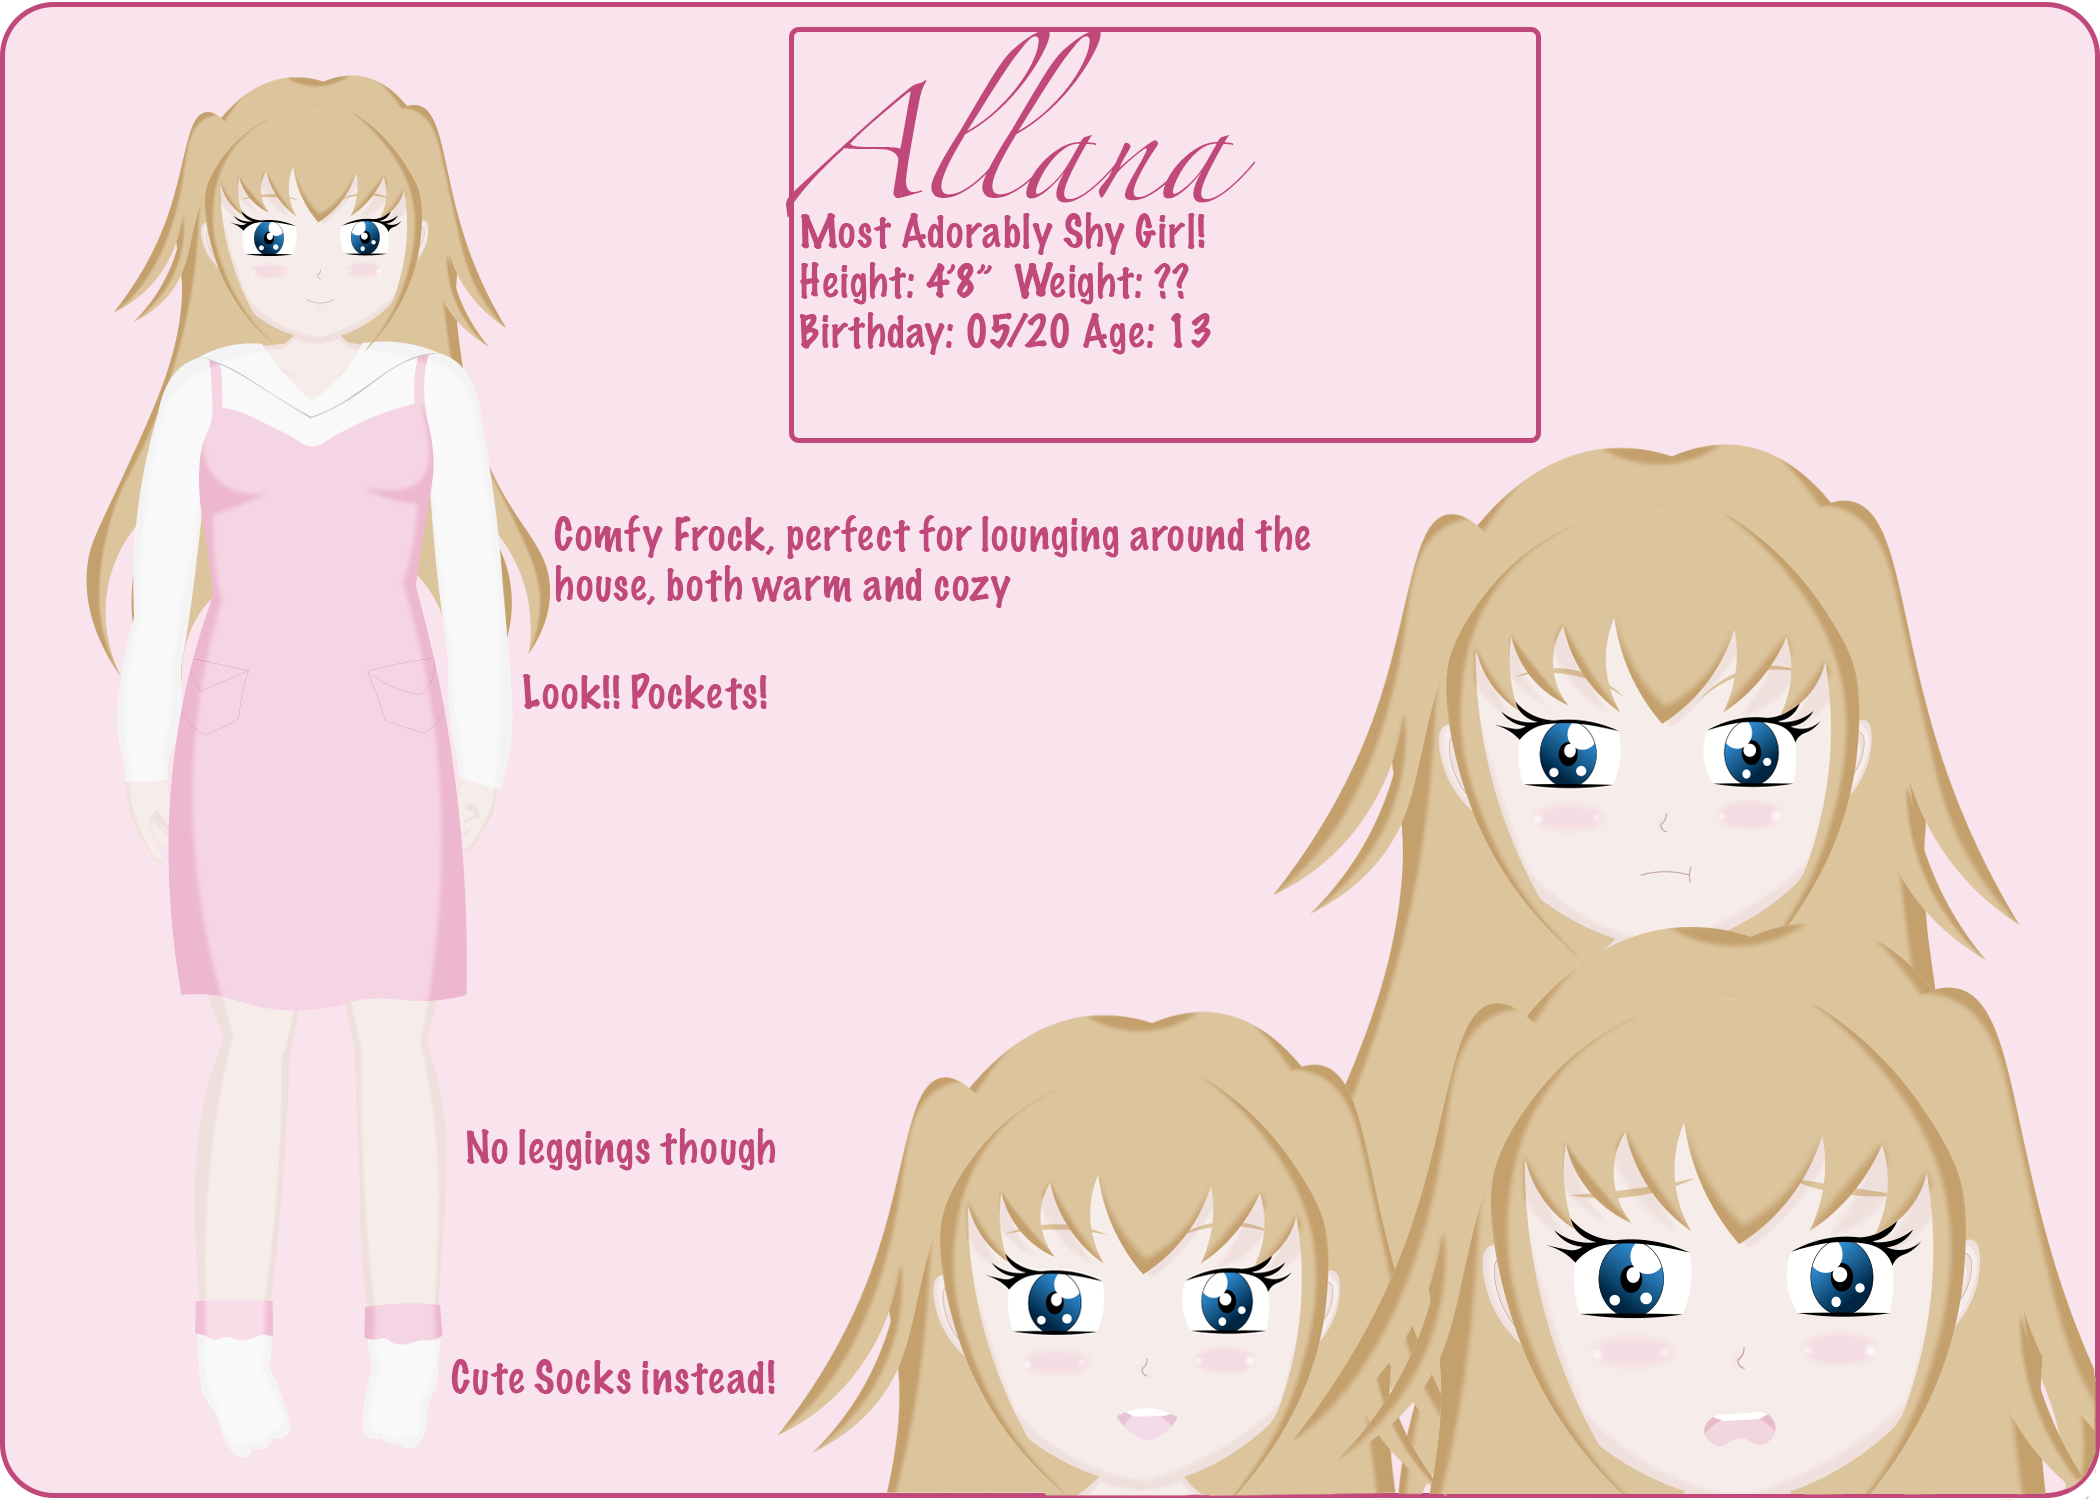 Allana
Most Adorably Shy Girl!
Height: 4'8" Weight: ??
Birthday: 05/20 Age: 13
Comfy Frock, perfect for lounging around the
house, both warm and cozy
Look!! Pockets!
No leggings though
Cute Socks instead!